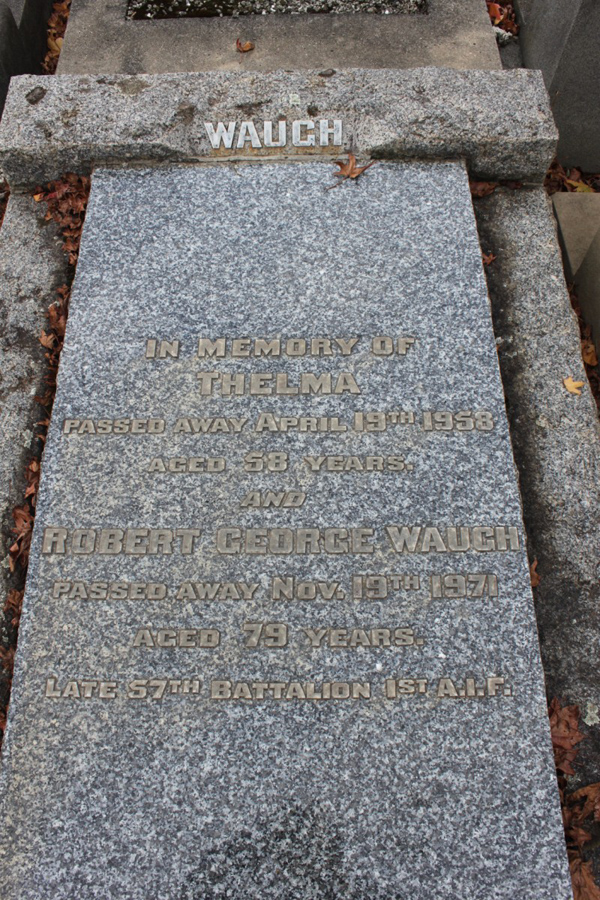 WAUGH
IN MEMORY OF
THELMA
PASSED AWAY APRIL 19TH 1958
AGED 58 YEARS.
AND
ROBERT GEORGE WAUGH
PASSED AWAY NOV. 19TH 1971
AGED 79 YEARS.
LATE 57TH BATTALION 1ST A.I.F.